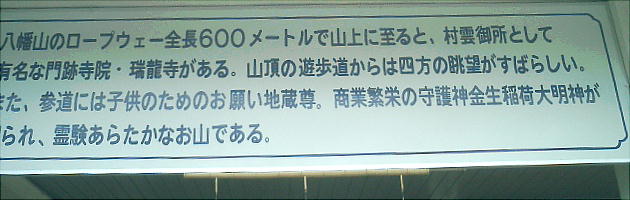 八幡山のロープウェー全長600メートルで山上に至ると、村雲御所として
有名な門跡寺院・瑞龍寺がある。山頂の遊歩道からは四方の眺望がすばらしい。
また、参道には子供のためのお願い地蔵尊。商業繁栄の守護神金生稲荷大明神が
られ、霊験あらたかなお山である。